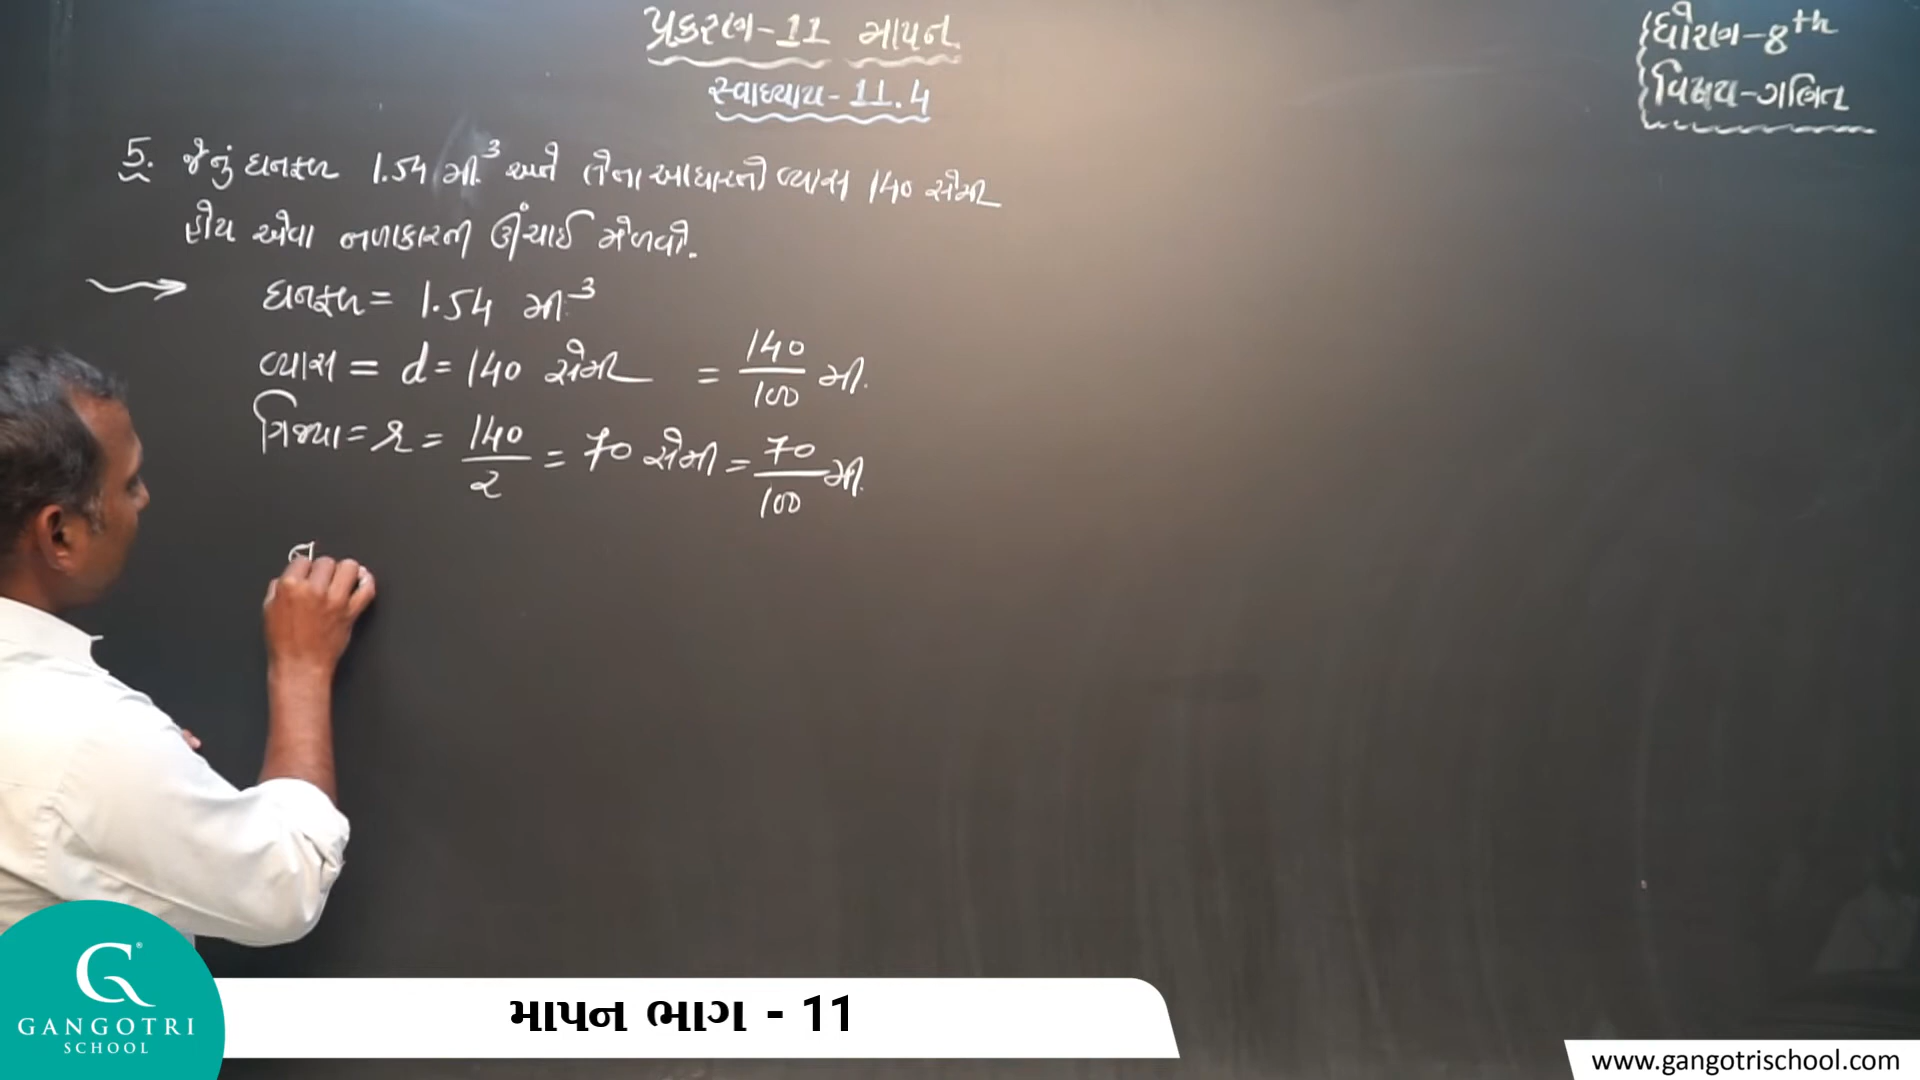 પ્રકરણ-11 માપન
સ્વાધ્યાય-11.4
ધોરણ-8th
વિષય-ગણિત
5. જેનું ઘનફળ 1.54 મી.³ અને તેના આધારનો વ્યાસ 140 સેમી
હોય એવા નળાકારની ઊંચાઈ મેળવો.
ઘનફળ = 1.54 મી.³
વ્યાસ = d = 140 સેમી = 140/100 મી.
ત્રિજ્યા = r = 140/2 = 70 સેમી = 70/100 મી.
ન
G®
GANGOTRI
SCHOOL
માપન ભાગ - 11
www.gangotrischool.com